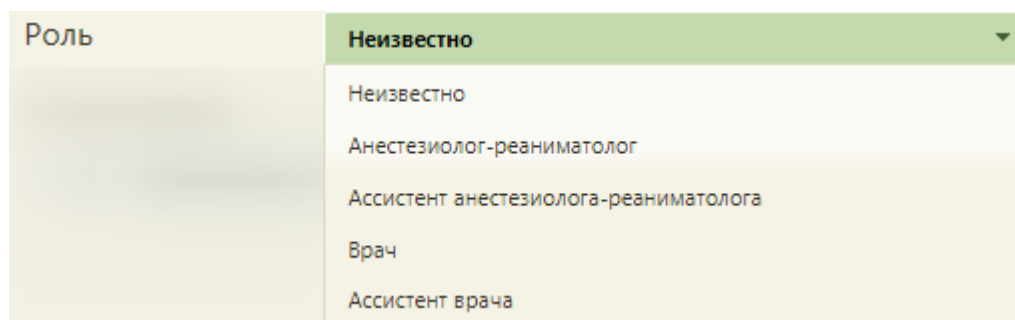 Роль
Неизвестно
Неизвестно
Анестезиолог-реаниматолог
Ассистент анестезиолога-реаниматолога
Врач
Ассистент врача